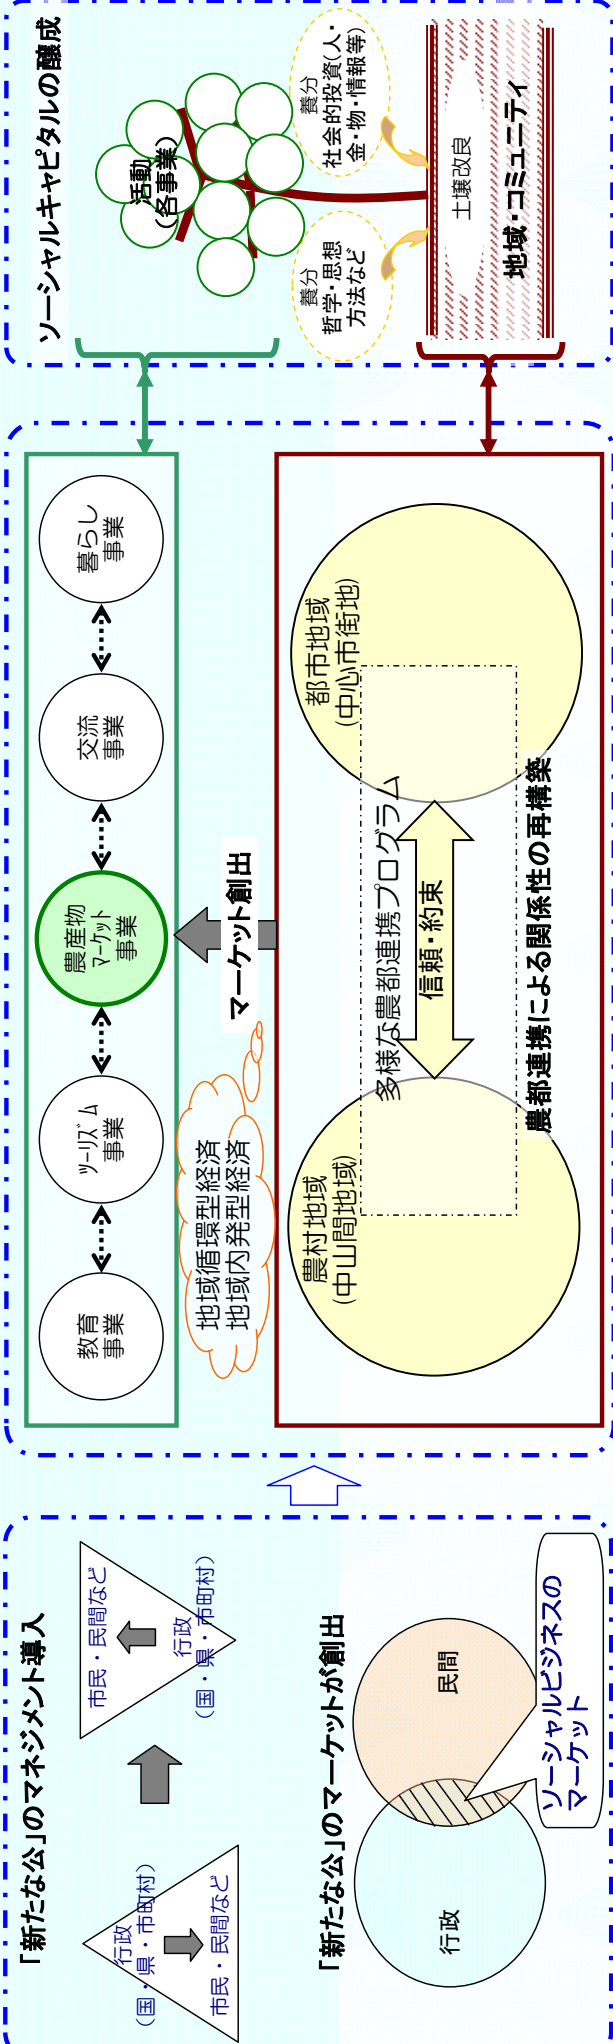 「新たな公」のマネジメント導入
行政
(国・県・市町村)
市民・民間など
市民・民間など
行政
(国・県・市町村)
「新たな公」のマーケットが創出
行政
民間
ソーシャルビジネスの
マーケット
教育
事業
ツーリズム
事業
農産物
マーケット
事業
交流
事業
暮らし
事業
地域循環型経済
地域内発型経済
マーケット創出
農村地域
(中山間地域)
都市地域
(中心市街地)
多様な農都連携プログラム
信頼・約束
農都連携による関係性の再構築
ソーシャルキャピタルの醸成
活動
(各事業)
養分
哲学・思想
方法など
養分
社会的投資(人・
金・物・情報等)
土壌改良
地域・コミュニティ